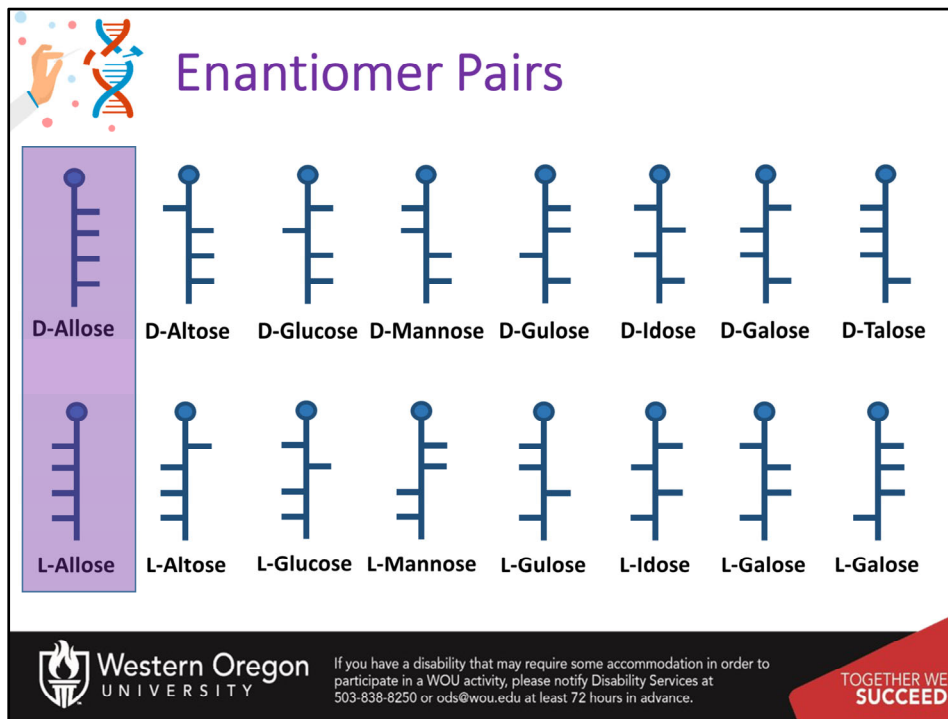 Enantiomer Pairs
D-Allose D-Altose D-Glucose D-Mannose D-Gulose D-Idose D-Galose D-Talose
L-Allose L-Altose L-Glucose L-Mannose L-Gulose L-Idose L-Galose L-Galose
Western Oregon
UNIVERSITY
If you have a disability that may require some accommodation in order to
participate in a WOU activity, please notify Disability Services at
503-838-8250 or ods@wou.edu at least 72 hours in advance.
TOGETHER WE
SUCCEED